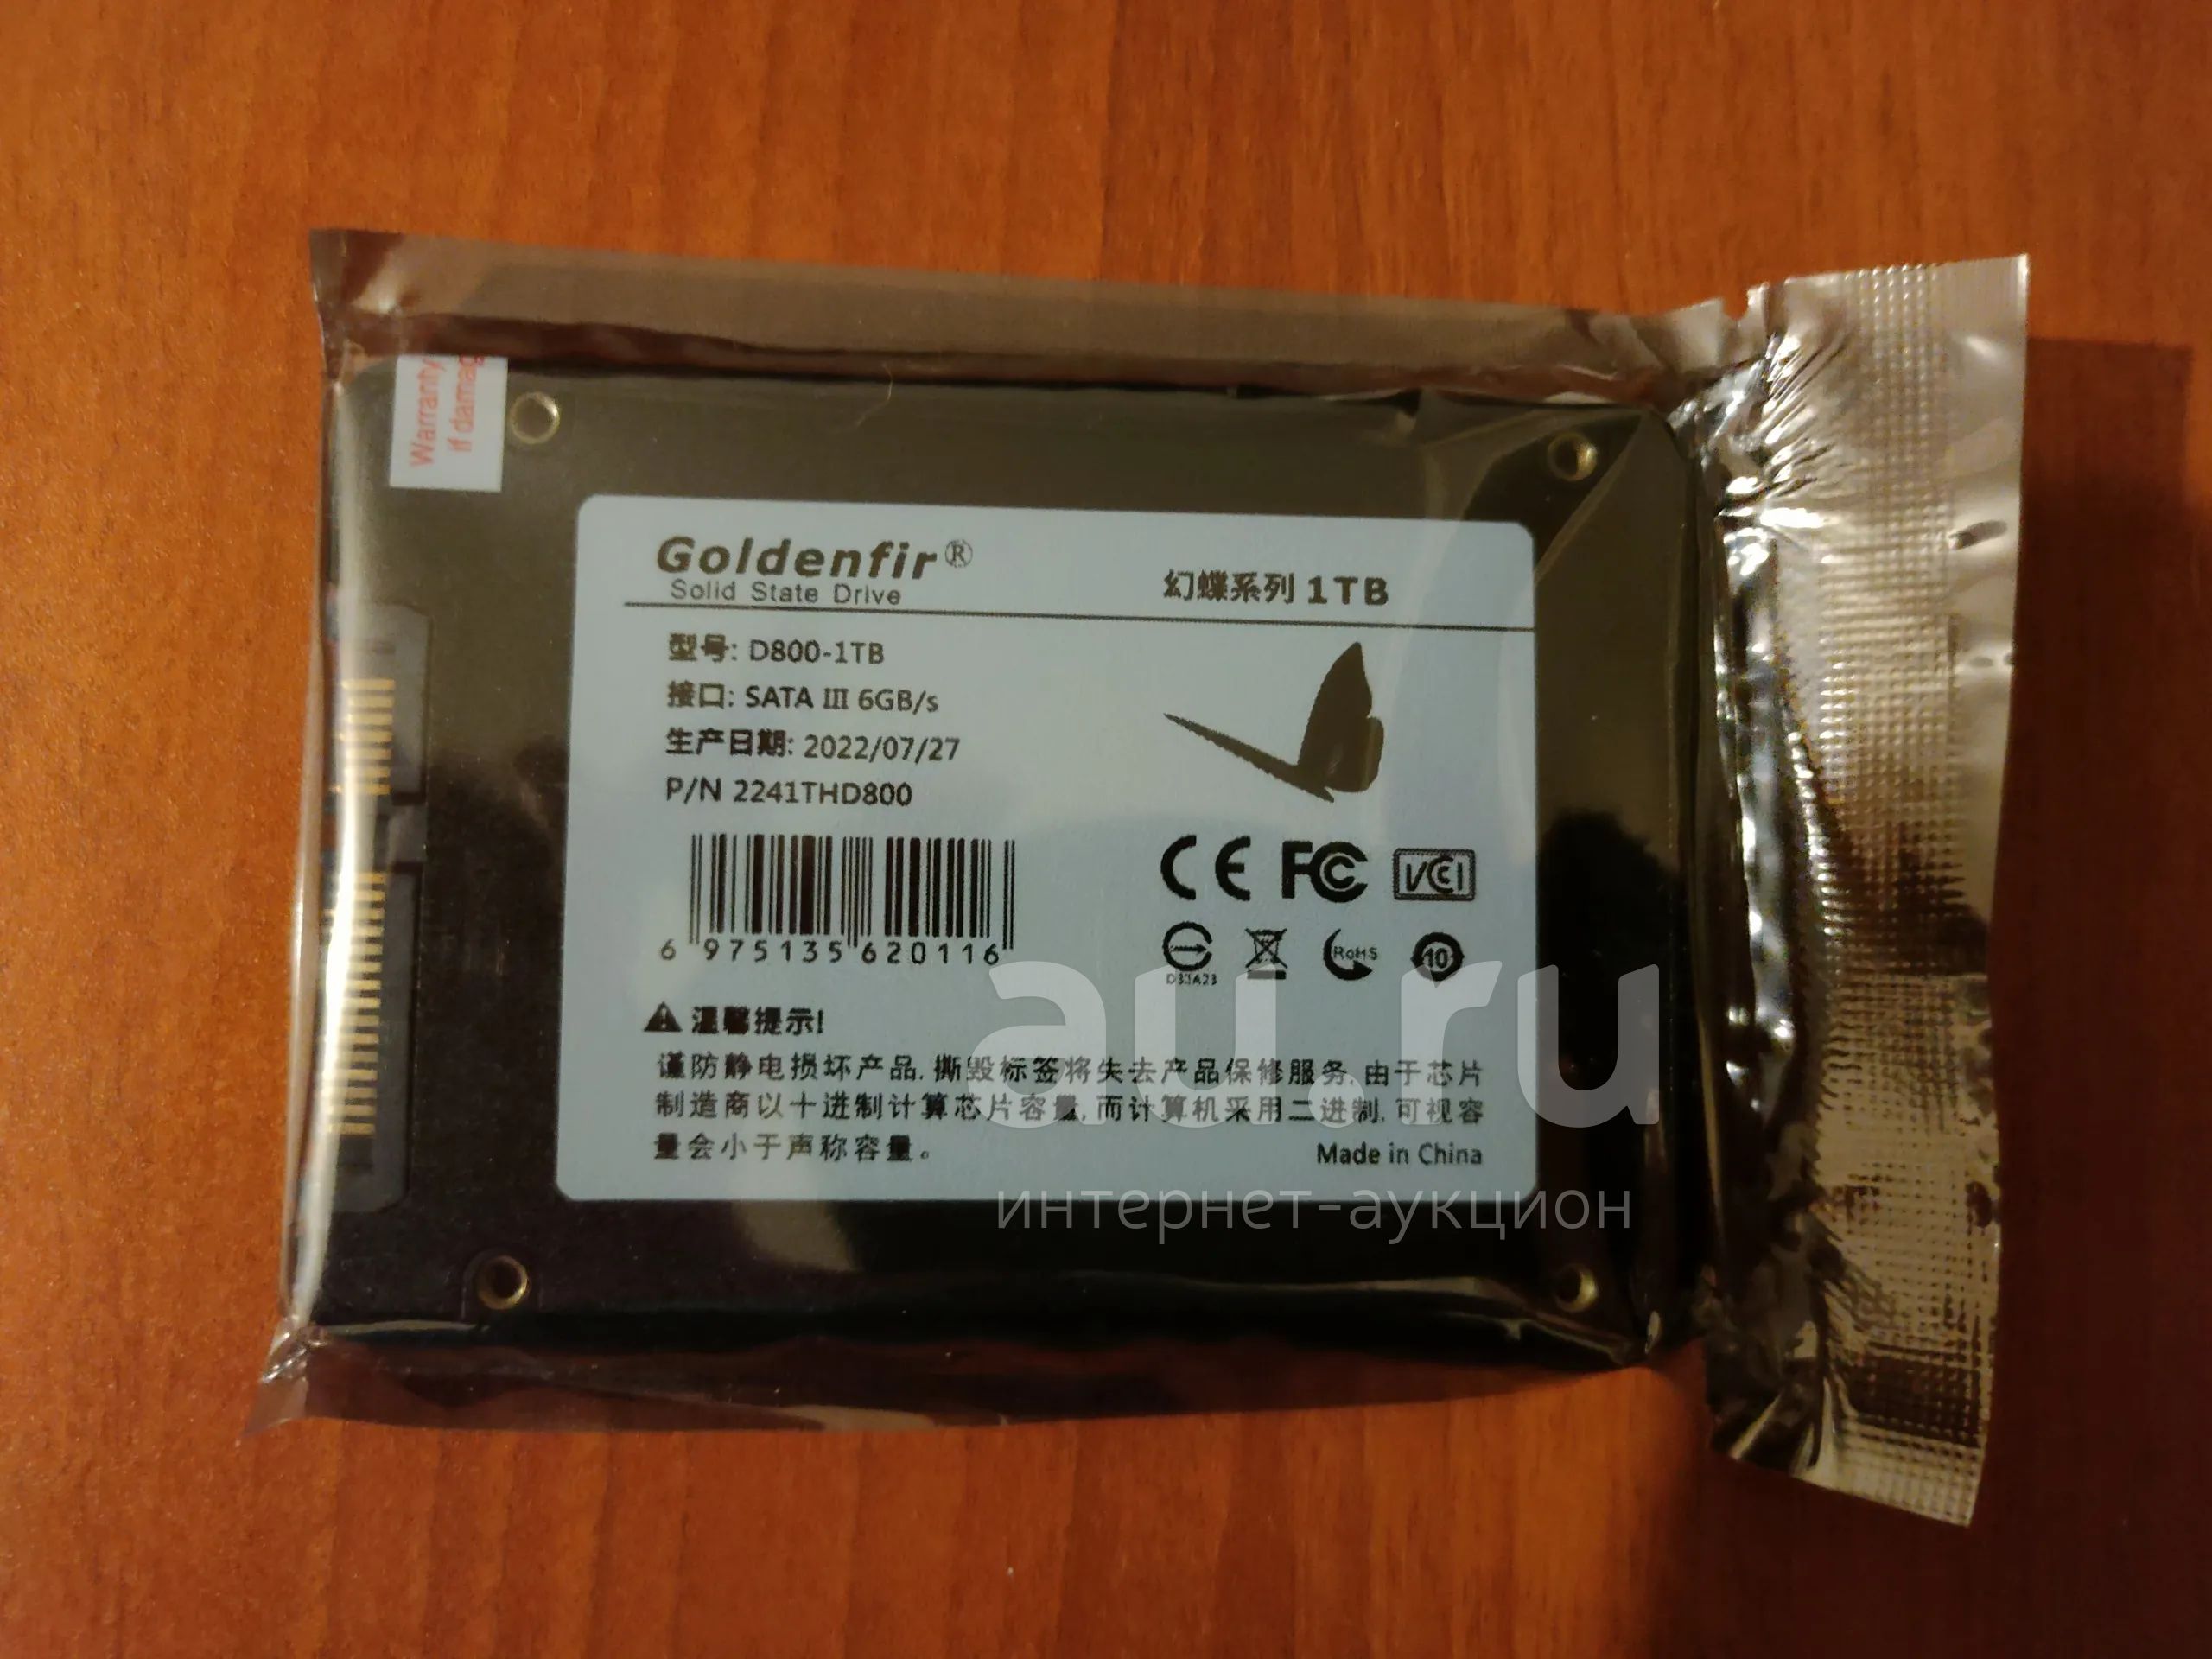 Warranty
if damag
Goldenfir®
Solid State Drive
幻蝶系列 1TB
型号: D800-1TB
接口: SATA III 6GB/s
生产日期: 2022/07/27
P/N 2241THD800
6 975135 620116
CE FC VCI
D33A23
RoHS
10
温馨提示!
谨防静电损坏产品, 撕毁标签将失去产品保修服务, 由于芯片
制造商以十进制计算芯片容量, 而计算机采用二进制, 可视容
量会小于声称容量。
Made in China
au.ru
интернет-аукцион